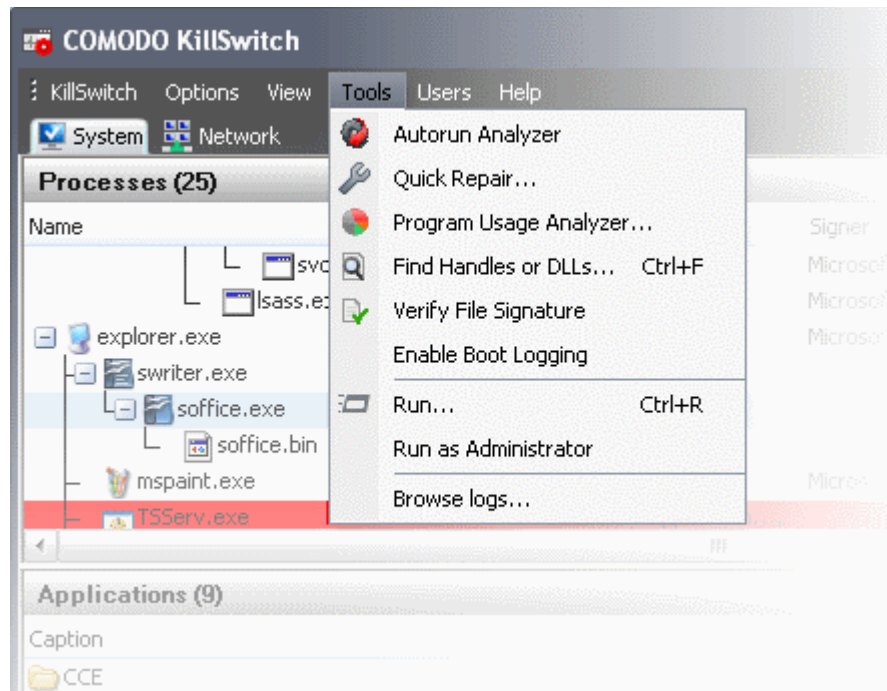 COMODO KillSwitch
KillSwitch Options View Tools Users Help
System Network
Processes (25)
Name Signer
Autorun Analyzer
Quick Repair...
Program Usage Analyzer...
Find Handles or DLLs... Ctrl+F
Verify File Signature
Enable Boot Logging
Run... Ctrl+R
Run as Administrator
Browse logs...
explorer.exe
swriter.exe
soffice.exe
soffice.bin
mspaint.exe
TSServ.exe
Applications (9)
Caption
CCE